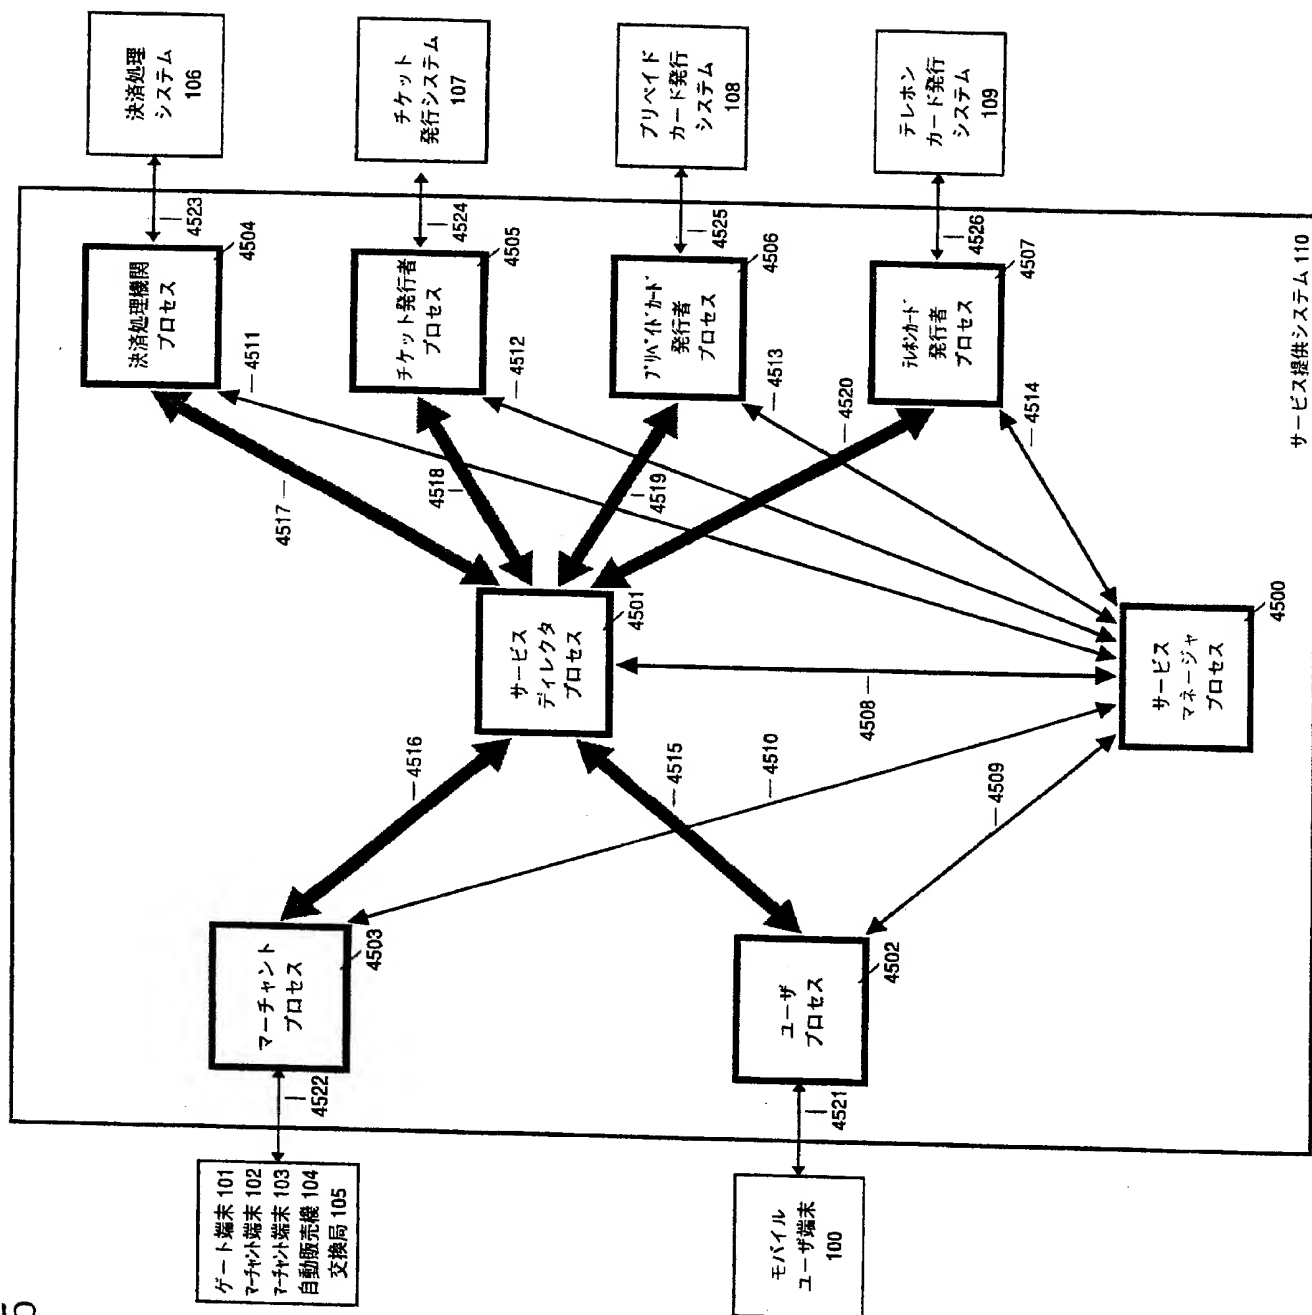 5
ゲート端末 101
マーチャント端末 102
マーチャント端末 103
自動販売機 104
交換局 105
4522
マーチャント
プロセス
4503
モバイル
ユーザ端末
100
4521
ユーザ
プロセス
4502
4516
4515
4510
4509
4508
サービス
ディレクタ
プロセス
4501
サービス
マネージャ
プロセス
4500
4517
4518
4519
4520
4511
4512
4513
4514
決済処理機関
プロセス
4504
チケット発行者
プロセス
4505
プリペイドカード
発行者
プロセス
4506
テレホンカード
発行者
プロセス
4507
4523
4524
4525
4526
決済処理
システム
106
チケット
発行システム
107
プリペイド
カード発行
システム
108
テレホン
カード発行
システム
109
サービス提供システム 110